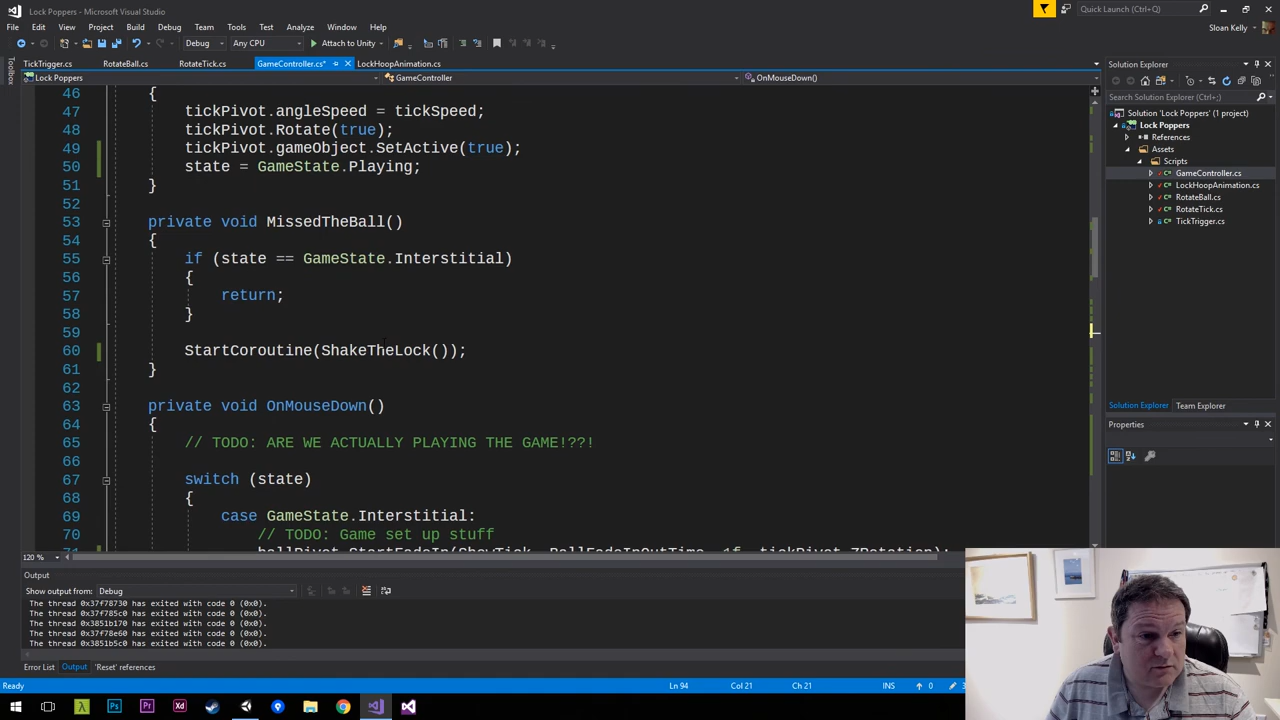 Lock Poppers - Microsoft Visual Studio
Quick Launch (Ctrl+Q)
File Edit View Project Build Debug Team Tools Test Analyze Window Help
Sloan Kelly
Debug Any CPU Attach to Unity
TickTrigger.cs RotateBall.cs RotateTick.cs GameController.cs* LockHoopAnimation.cs
Lock Poppers GameController OnMouseDown()
Toolbox
46 {
47 tickPivot.angleSpeed = tickSpeed;
48 tickPivot.Rotate(true);
49 tickPivot.gameObject.SetActive(true);
50 state = GameState.Playing;
51 }
52
53 private void MissedTheBall()
54 {
55 if (state == GameState.Interstitial)
56 {
57 return;
58 }
59
60 StartCoroutine(ShakeTheLock());
61 }
62
63 private void OnMouseDown()
64 {
65 // TODO: ARE WE ACTUALLY PLAYING THE GAME!??!
66
67 switch (state)
68 {
69 case GameState.Interstitial:
70 // TODO: Game set up stuff
71 ballPivot.StartFadeIn(ShowTick, BallFadeInOutTime, 1f, tickPivot.ZRotation);
120 %
Solution Explorer
Search Solution Explorer (Ctrl+;)
Solution 'Lock Poppers' (1 project)
Lock Poppers
References
Assets
Scripts
GameController.cs
LockHoopAnimation.cs
RotateBall.cs
RotateTick.cs
TickTrigger.cs
Solution Explorer Team Explorer
Properties
Output
Show output from: Debug
The thread 0x37f78730 has exited with code 0 (0x0).
The thread 0x37f785c0 has exited with code 0 (0x0).
The thread 0x3851b170 has exited with code 0 (0x0).
The thread 0x37f78e60 has exited with code 0 (0x0).
The thread 0x3851b5c0 has exited with code 0 (0x0).
Error List Output 'Reset' references
Ready Ln 94 Col 21 Ch 21 INS 0 3